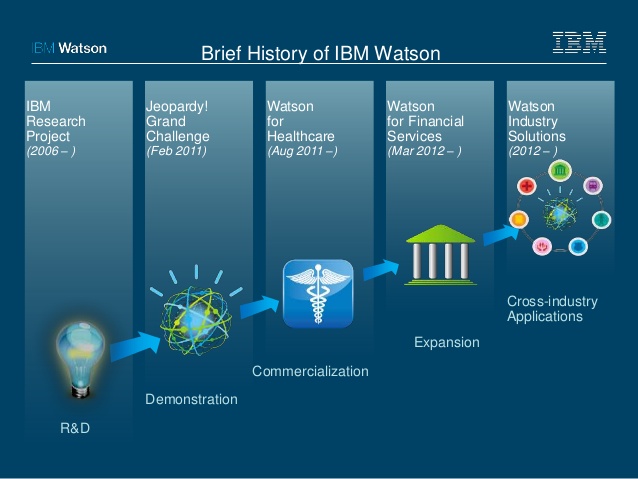 IBM Watson
IBM
Brief History of IBM Watson
IBM
Research
Project
(2006 – )
Jeopardy!
Grand
Challenge
(Feb 2011)
Watson
for
Healthcare
(Aug 2011 –)
Watson
for Financial
Services
(Mar 2012 – )
Watson
Industry
Solutions
(2012 – )
Cross-industry
Applications
Expansion
Commercialization
Demonstration
R&D